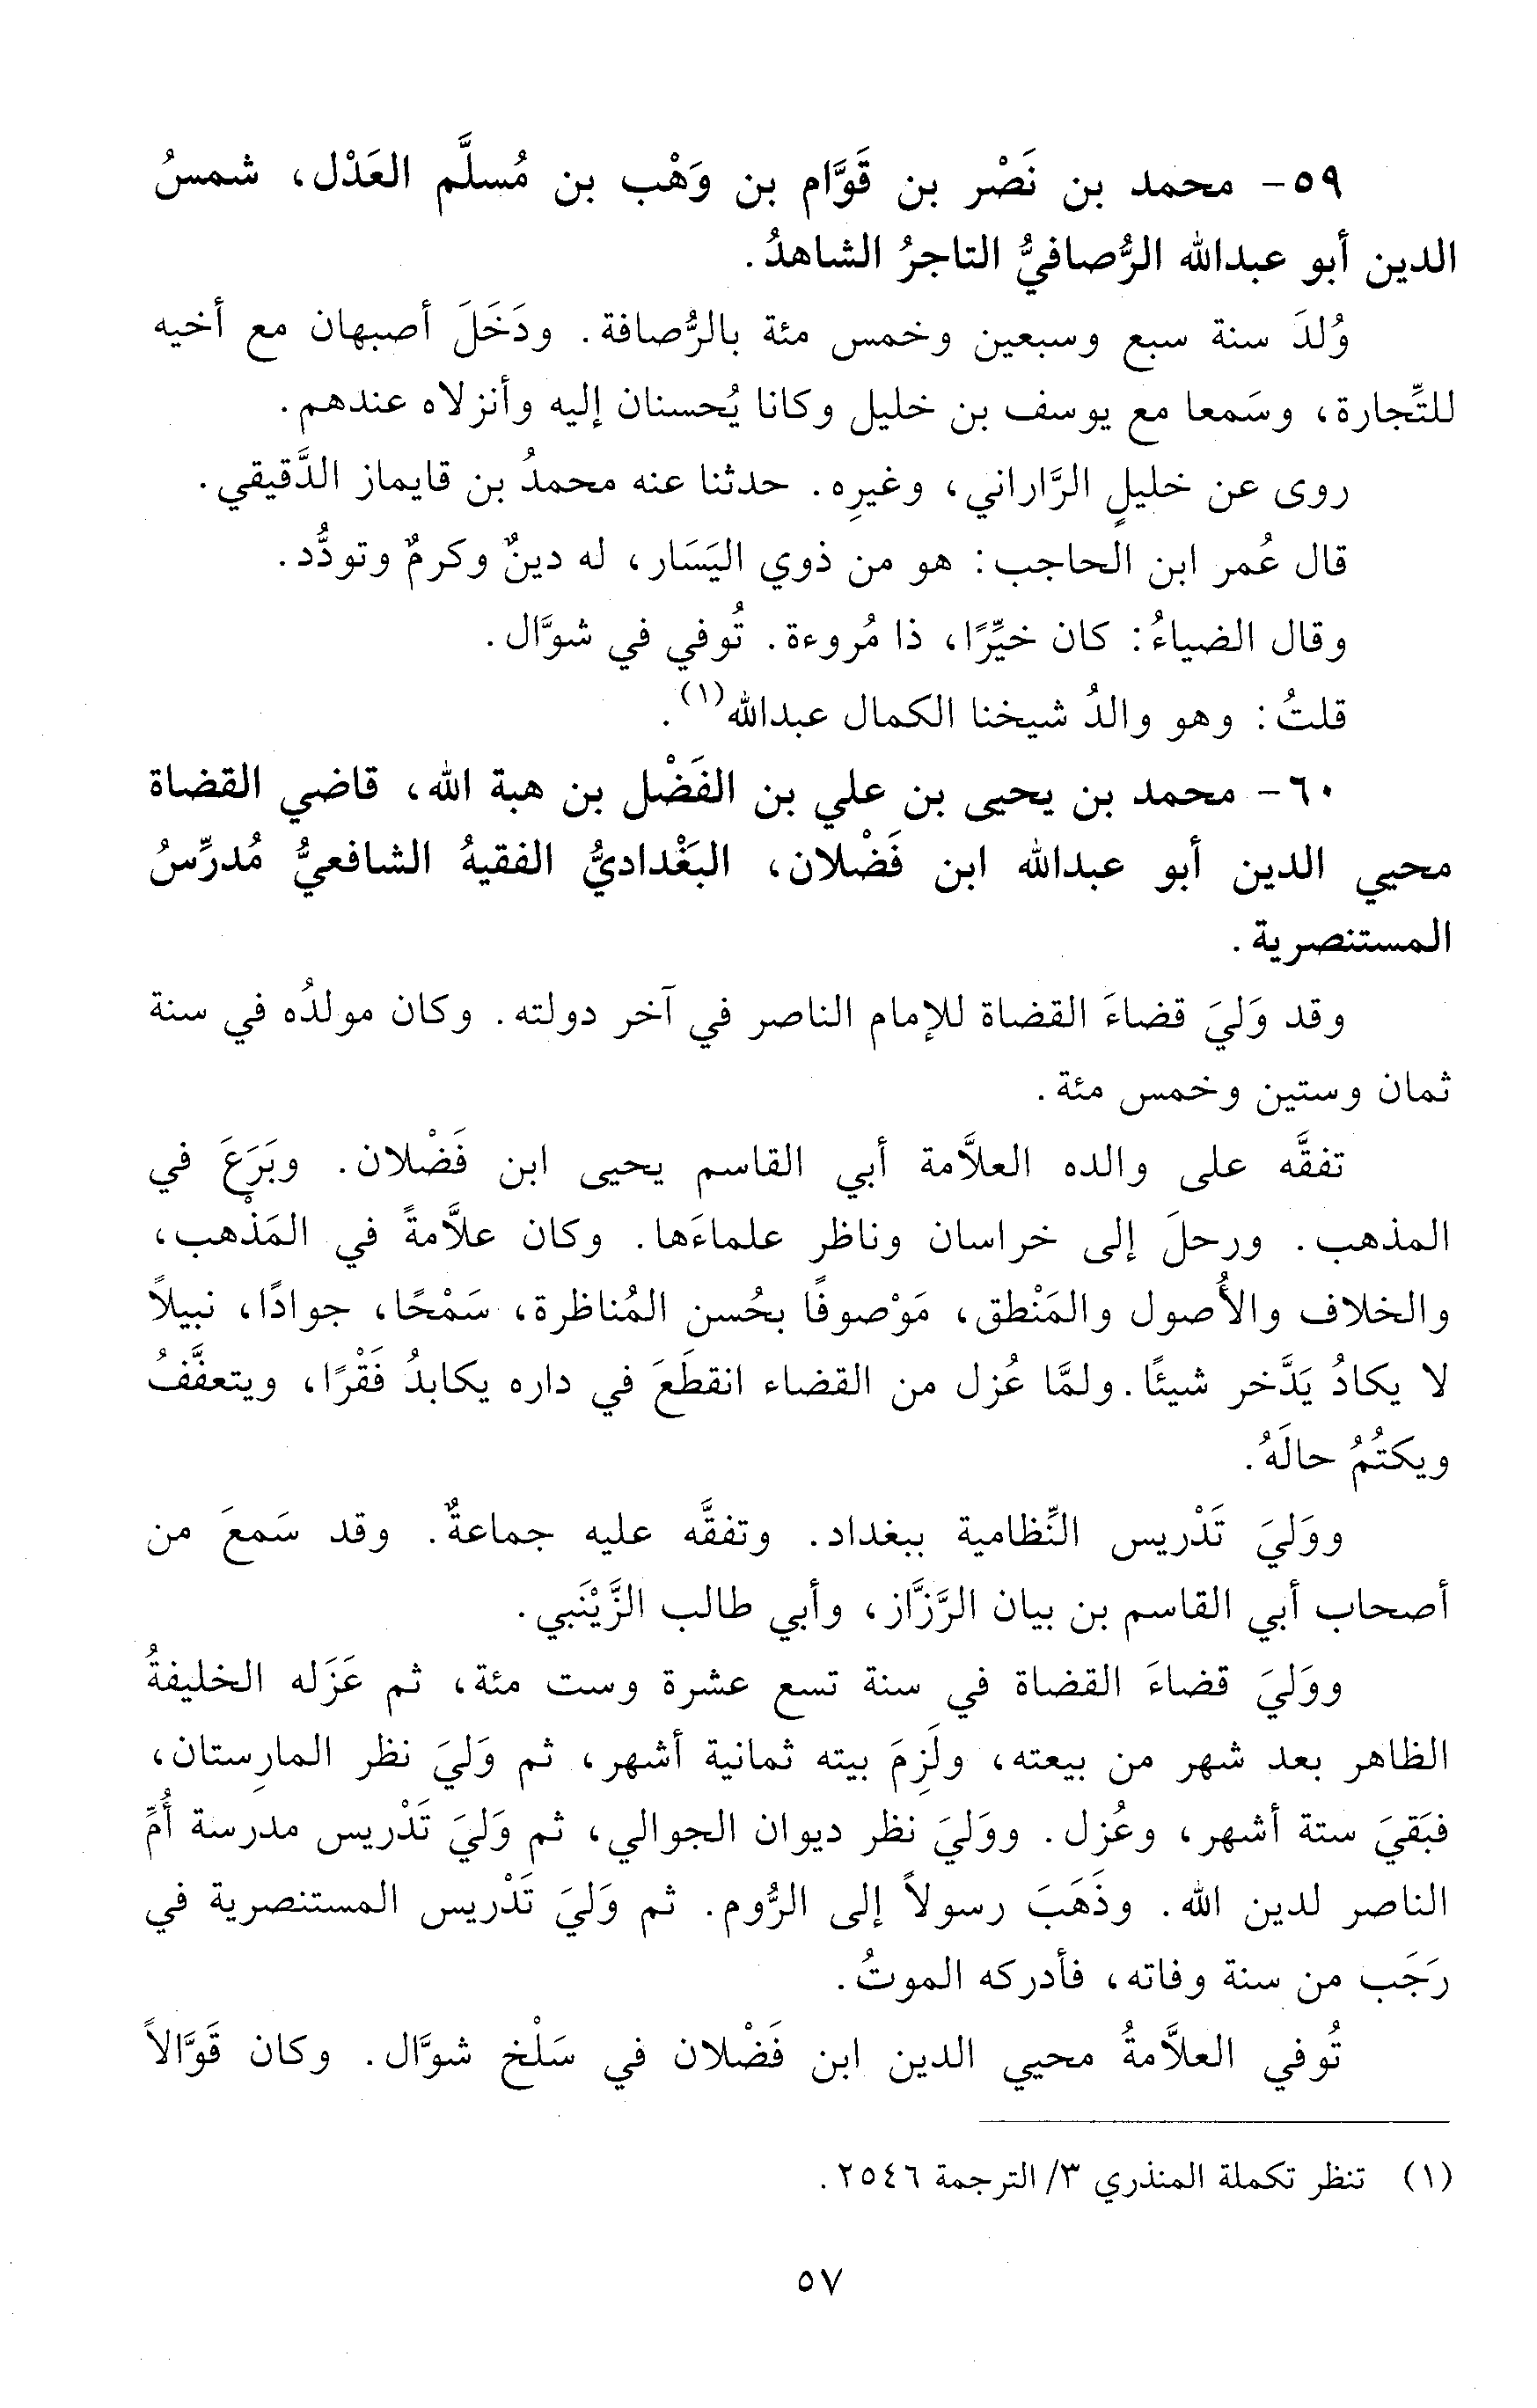 ٥٩- محمد بن نَصْر بن قَوَّام بن وَهْب بن مُسلَّم العَدْل، شمسُ
الدين أبو عبدالله الرُّصافيُّ التاجرُ الشاهدُ.
وُلدَ سنة سبع وسبعين وخمس مئة بالرُّصافة. ودَخَلَ أصبهان مع أخيه
للتِّجارة، وسَمعا مع يوسف بن خليل وكانا يُحسنان إليه وأنزلاه عندهم.
روى عن خليلٍ الرَّاراني، وغيرِه. حدثنا عنه محمدُ بن قايماز الدَّقيقي.
قال عُمر ابن الحاجب: هو من ذوي اليَسَار، له دينٌ وكرمٌ وتودُّد.
وقال الضياءُ: كان خيِّرًا، ذا مُروءة. تُوفي في شوَّال.
قلتُ: وهو والدُ شيخنا الكمال عبدالله(١).
٦٠- محمد بن يحيى بن علي بن الفَضْل بن هبة الله، قاضي القضاة
محيي الدين أبو عبدالله ابن فَضْلان، البَغْداديُّ الفقيهُ الشافعيُّ مُدرِّسُ
المستنصرية.
وقد وَليَ قضاءَ القضاة للإمام الناصر في آخر دولته. وكان مولدُه في سنة
ثمان وستين وخمس مئة.
تفقَّه على والده العلاَّمة أبي القاسم يحيى ابن فَضْلان. وبَرَعَ في
المذهب. ورحلَ إلى خراسان وناظر علماءَها. وكان علاَّمةً في المَذْهب،
والخلاف والأُصول والمَنْطق، مَوْصوفًا بحُسن المُناظرة، سَمْحًا، جوادًا، نبيلاً
لا يكادُ يَدَّخر شيئًا. ولمَّا عُزل من القضاء انقطَعَ في داره يكابدُ فَقْرًا، ويتعفَّفُ
ويكتُمُ حالَهُ.
ووَليَ تَدْريس النِّظامية ببغداد. وتفقَّه عليه جماعةٌ. وقد سَمعَ من
أصحاب أبي القاسم بن بيان الرَّزَّاز، وأبي طالب الزَّيْنَبي.
ووَليَ قضاءَ القضاة في سنة تسع عشرة وست مئة، ثم عَزَله الخليفةُ
الظاهر بعد شهر من بيعته، ولَزِمَ بيته ثمانية أشهر، ثم وَليَ نظر المارِستان،
فبَقيَ ستة أشهر، وعُزل. ووَليَ نظر ديوان الجوالي، ثم وَليَ تَدْريس مدرسة أُمِّ
الناصر لدين الله. وذَهَبَ رسولاً إلى الرُّوم. ثم وَليَ تَدْريس المستنصرية في
رَجَب من سنة وفاته، فأدركه الموتُ.
تُوفي العلاَّمةُ محيي الدين ابن فَضْلان في سَلْخ شوَّال. وكان قَوَّالاً
(١) تنظر تكملة المنذري ٣/ الترجمة ٢٥٤٦.
٥٧